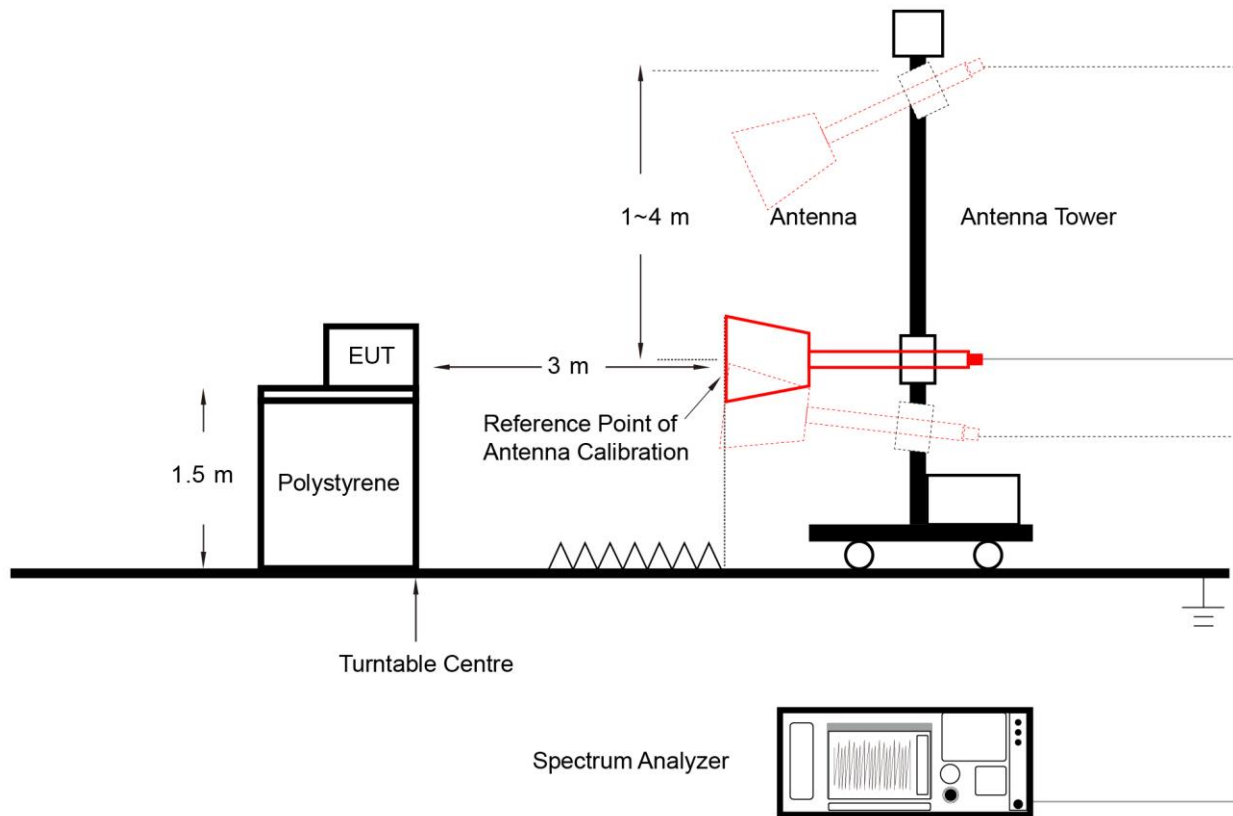 1~4 m
Antenna
Antenna Tower
EUT
3 m
Reference Point of
Antenna Calibration
1.5 m
Polystyrene
Turntable Centre
Spectrum Analyzer